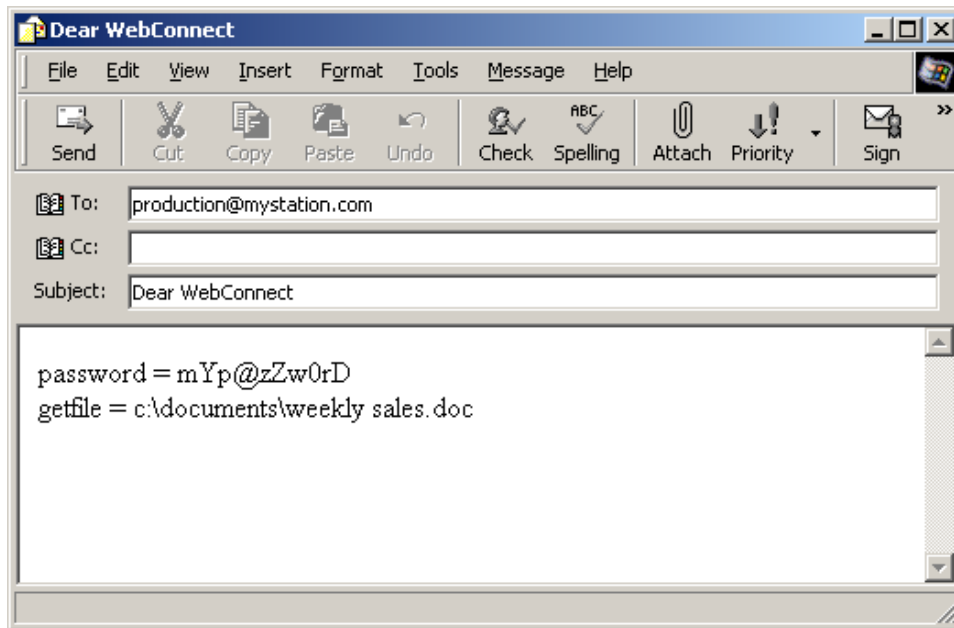 Dear WebConnect
File Edit View Insert Format Tools Message Help
ABC
Send Cut Copy Paste Undo Check Spelling Attach Priority Sign »
To: production@mystation.com
Cc:
Subject: Dear WebConnect
password = mYp@zZw0rD
getfile = c:\documents\weekly sales.doc